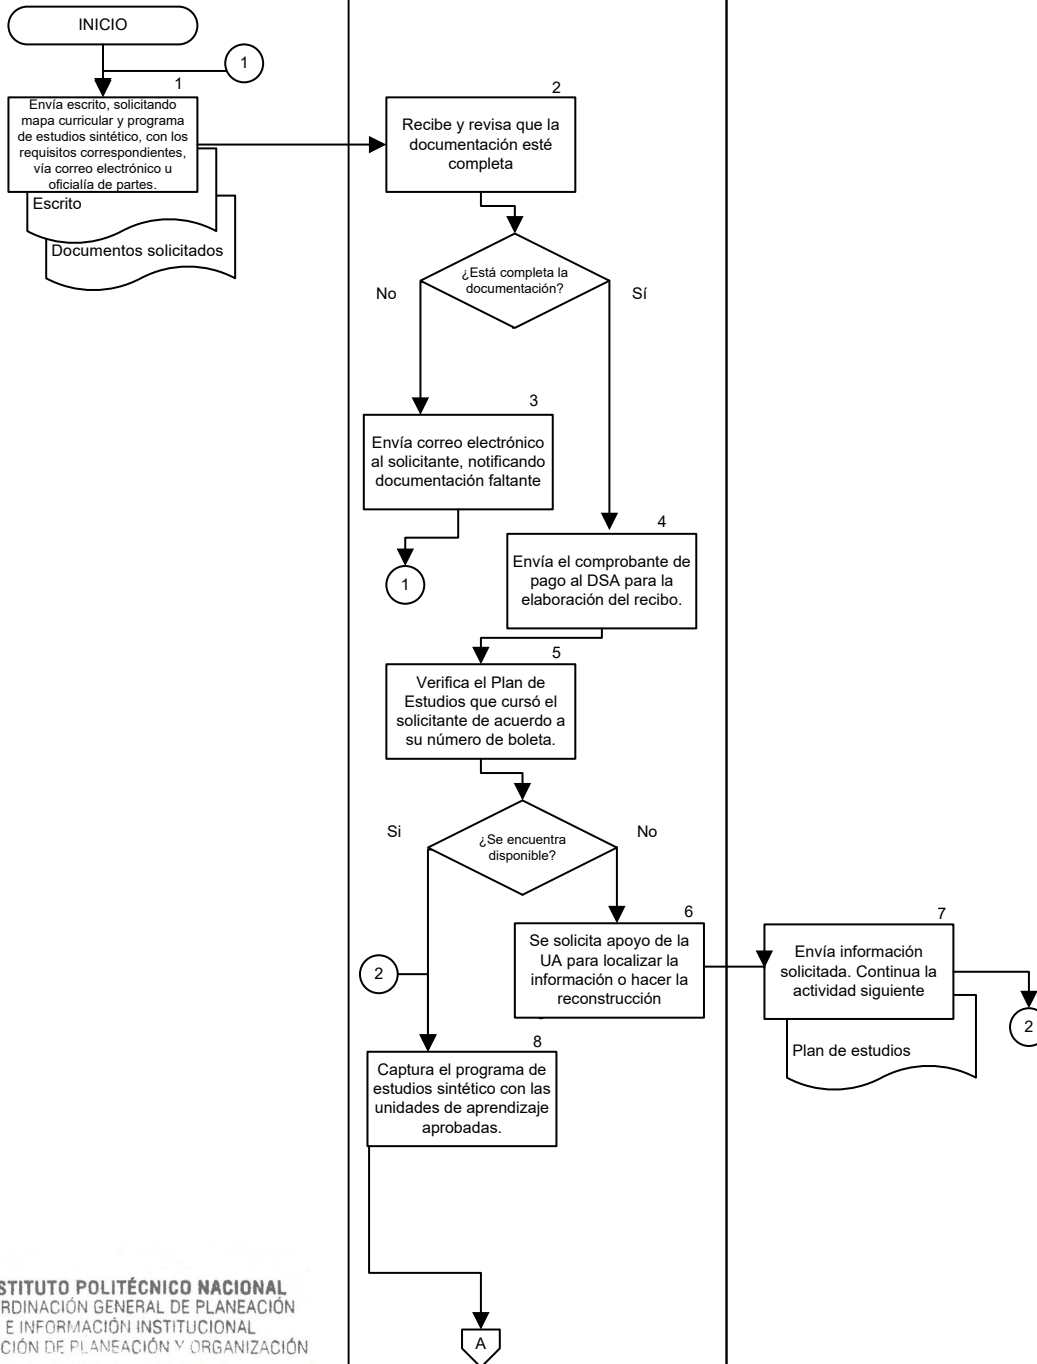 INICIO
1
1
Envía escrito, solicitando
mapa curricular y programa
de estudios sintético, con los
requisitos correspondientes,
vía correo electrónico u
oficialía de partes.
Escrito
Documentos solicitados
2
Recibe y revisa que la
documentación esté
completa
¿Está completa la
documentación?
No
Sí
3
Envía correo electrónico
al solicitante, notificando
documentación faltante
1
4
Envía el comprobante de
pago al DSA para la
elaboración del recibo.
5
Verifica el Plan de
Estudios que cursó el
solicitante de acuerdo a
su número de boleta.
¿Se encuentra
disponible?
Si
No
6
Se solicita apoyo de la
UA para localizar la
información o hacer la
reconstrucción
7
Envía información
solicitada. Continua la
actividad siguiente
Plan de estudios
2
2
8
Captura el programa de
estudios sintético con las
unidades de aprendizaje
aprobadas.
A
STITUTO POLITÉCNICO NACIONAL
RDINACIÓN GENERAL DE PLANEACIÓN
E INFORMACIÓN INSTITUCIONAL
CIÓN DE PLANEACIÓN Y ORGANIZACIÓN